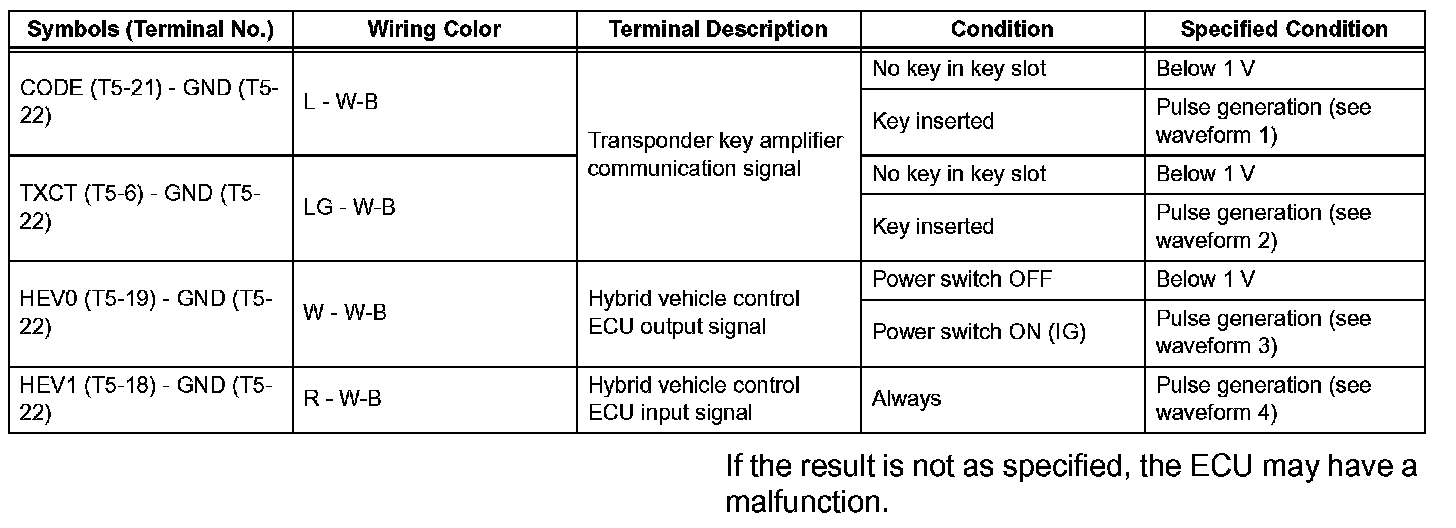 Symbols (Terminal No.) Wiring Color Terminal Description Condition Specified Condition
CODE (T5-21) - GND (T5-
22)
L - W-B
Transponder key amplifier
communication signal
No key in key slot Below 1 V
Key inserted
Pulse generation (see
waveform 1)
TXCT (T5-6) - GND (T5-
22)
LG - W-B
No key in key slot Below 1 V
Key inserted
Pulse generation (see
waveform 2)
HEV0 (T5-19) - GND (T5-
22)
W - W-B
Hybrid vehicle control
ECU output signal
Power switch OFF Below 1 V
Power switch ON (IG)
Pulse generation (see
waveform 3)
HEV1 (T5-18) - GND (T5-
22)
R - W-B
Hybrid vehicle control
ECU input signal
Always
Pulse generation (see
waveform 4)
If the result is not as specified, the ECU may have a
malfunction.